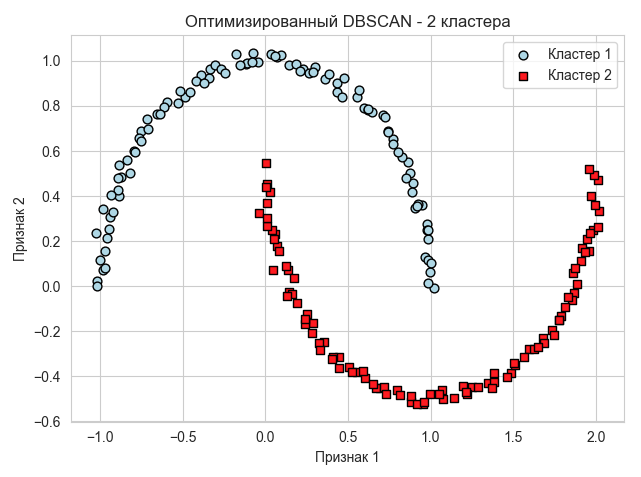 Оптимизированный DBSCAN - 2 кластера
Кластер 1
Кластер 2
1.0
0.8
0.6
0.4
0.2
0.0
−0.2
−0.4
−0.6
Признак 2
−1.0 −0.5 0.0 0.5 1.0 1.5 2.0
Признак 1